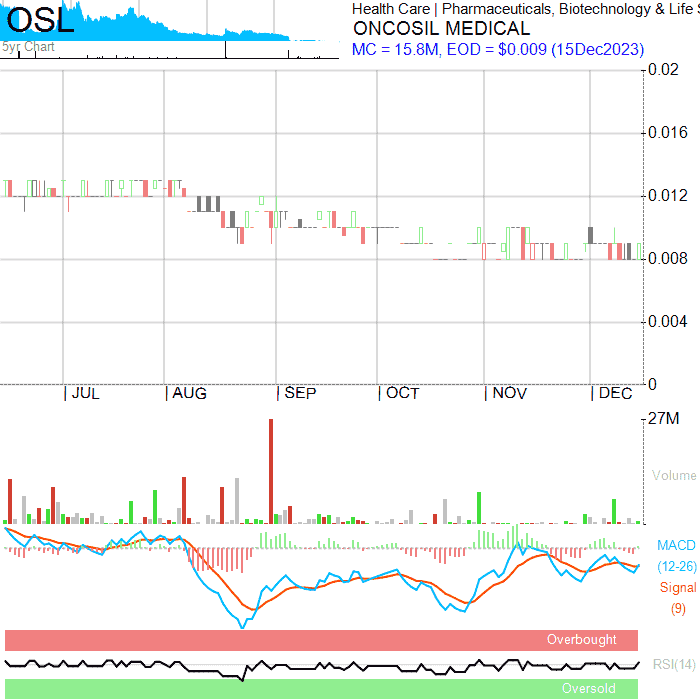 OSL
5yr Chart
Health Care | Pharmaceuticals, Biotechnology & Life S
ONCOSIL MEDICAL
MC = 15.8M, EOD = $0.009 (15Dec2023)
0.02
0.016
0.012
0.008
0.004
0
JUL AUG SEP OCT NOV DEC
27M
Volume
MACD
(12-26)
Signal
(9)
Overbought
RSI(14)
Oversold